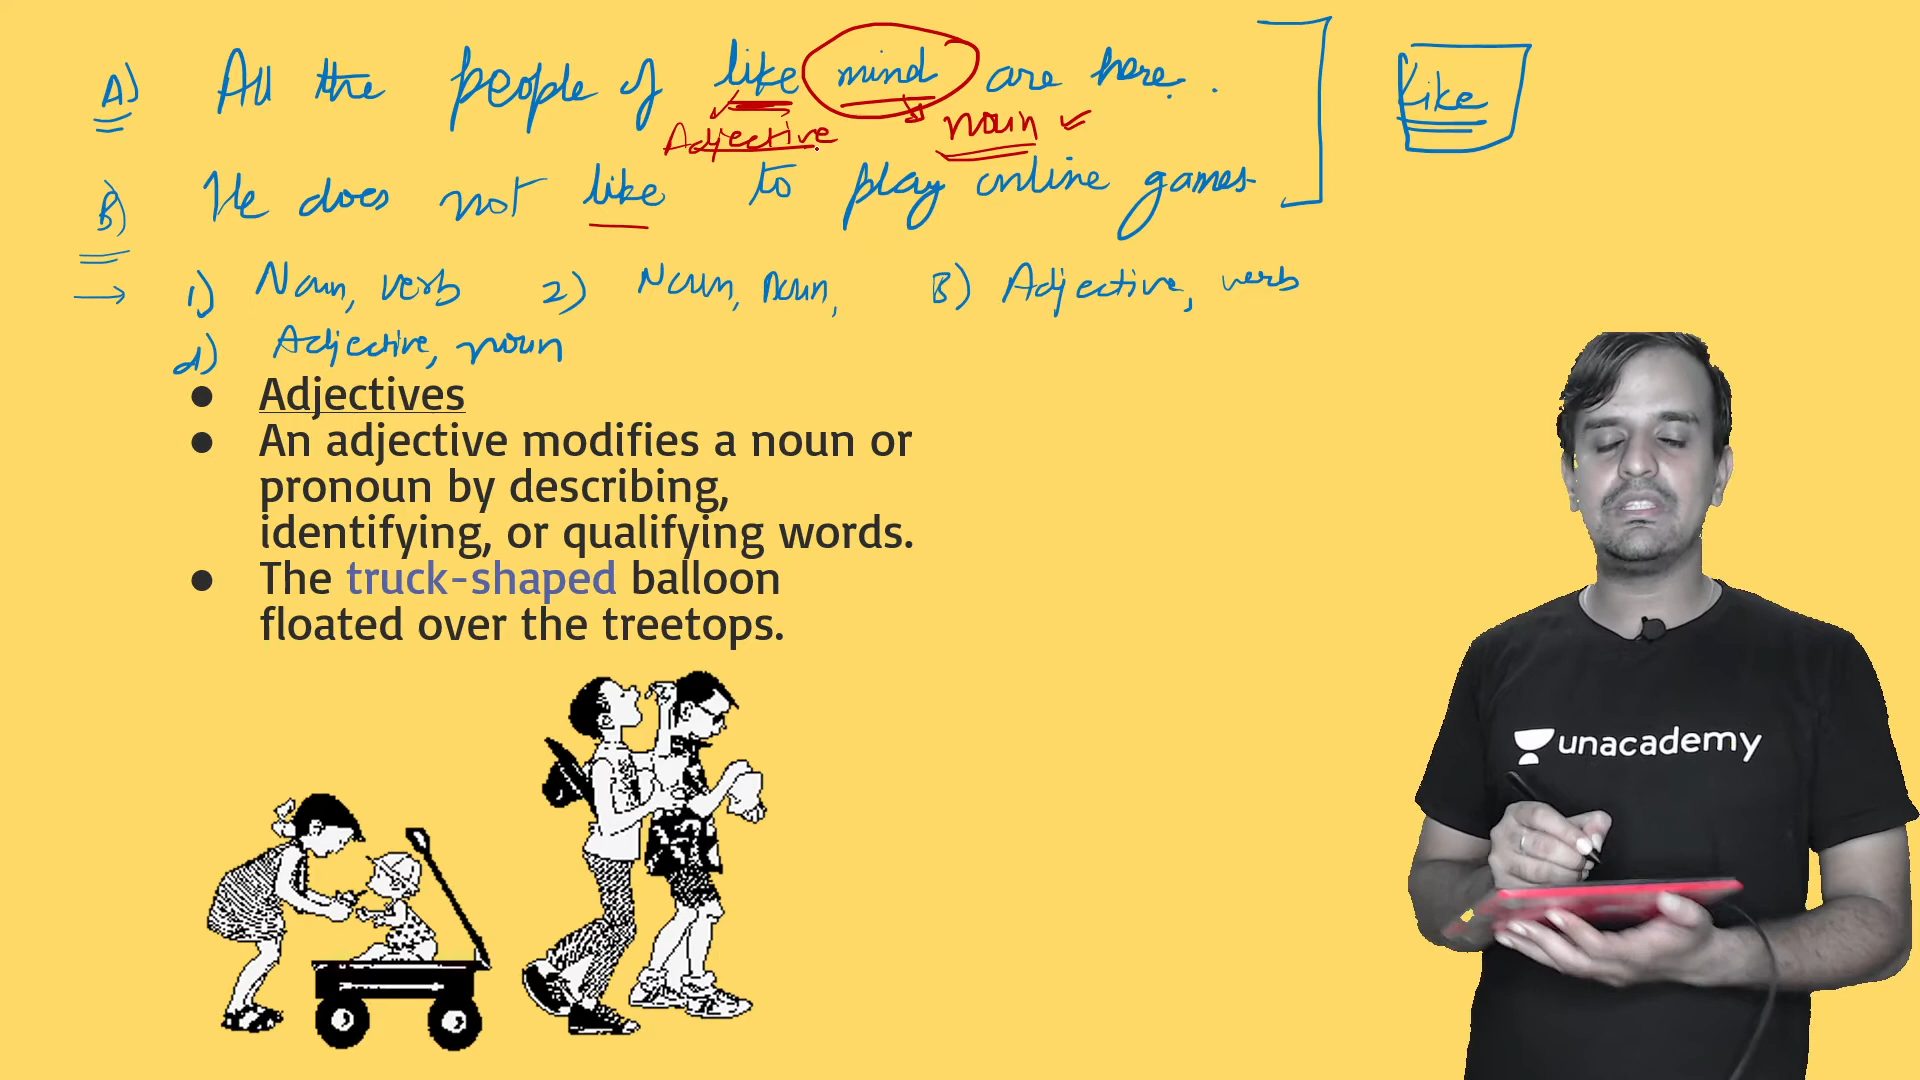 A) All the people of like mind are here.
Like
Adjective noun
B) He does not like to play online games
1) Noun, verb 2) Noun, noun, B) Adjective, verb
d) Adjective, noun
● Adjectives
● An adjective modifies a noun or
pronoun by describing,
identifying, or qualifying words.
● The truck-shaped balloon
floated over the treetops.
unacademy